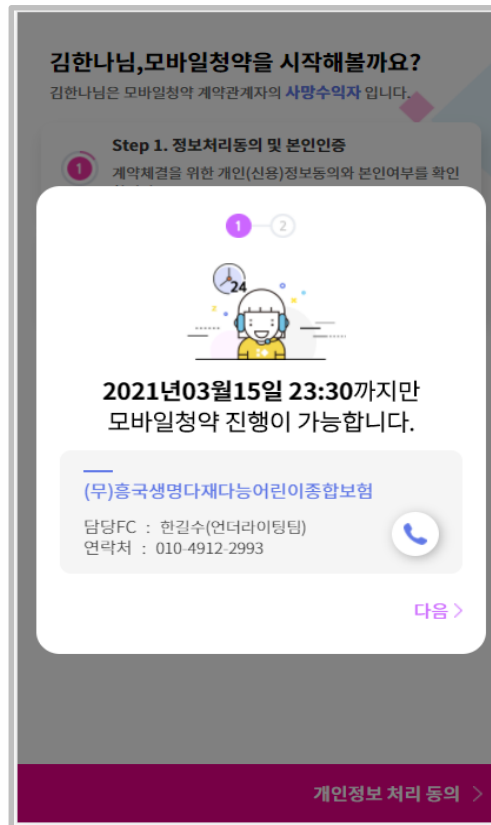 김한나님,모바일청약을 시작해볼까요?
김한나님은 모바일청약 계약관계자의 사망수익자 입니다.
Step 1. 정보처리동의 및 본인인증
1
계약체결을 위한 개인(신용)정보동의와 본인여부를 확인
1 2
24
2021년03월15일 23:30까지만
모바일청약 진행이 가능합니다.
(무)흥국생명다재다능어린이종합보험
담당FC : 한길수(언더라이팅팀)
연락처 : 010-4912-2993
다음 >
개인정보 처리 동의 >